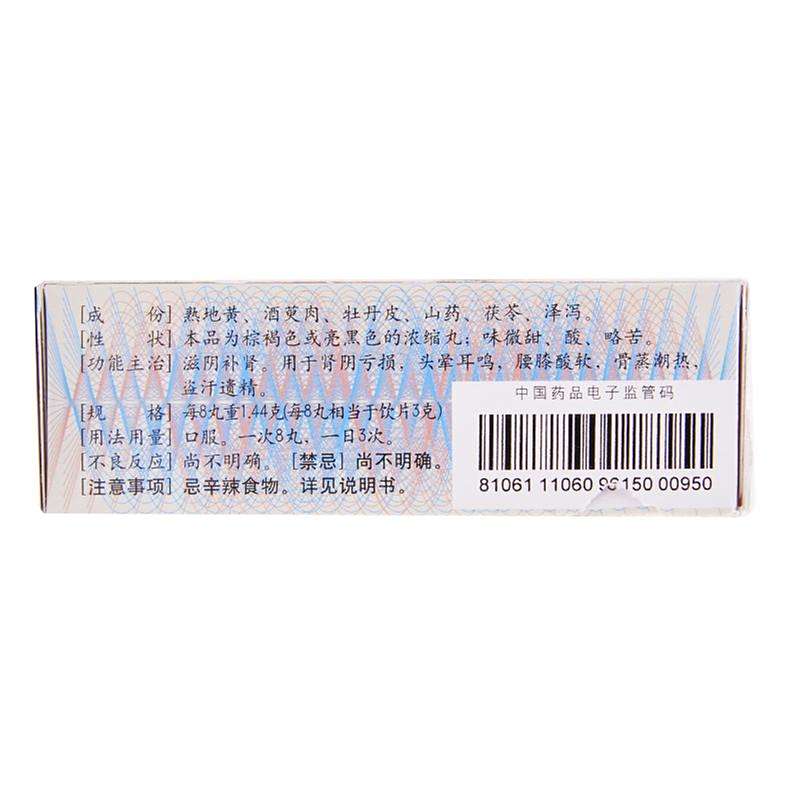 [成 份] 熟地黄、酒萸肉、牡丹皮、山药、茯苓、泽泻。
[性 状] 本品为棕褐色或亮黑色的浓缩丸；味微甜、酸、略苦。
[功能主治] 滋阴补肾。用于肾阴亏损，头晕耳鸣，腰膝酸软，骨蒸潮热，
盗汗遗精。
[规 格] 每8丸重1.44克(每8丸相当于饮片3克)
[用法用量] 口服。一次8丸，一日3次。
[不良反应] 尚不明确。 [禁忌] 尚不明确。
[注意事项] 忌辛辣食物。详见说明书。
中国药品电子监管码
81061 11060 96150 00950